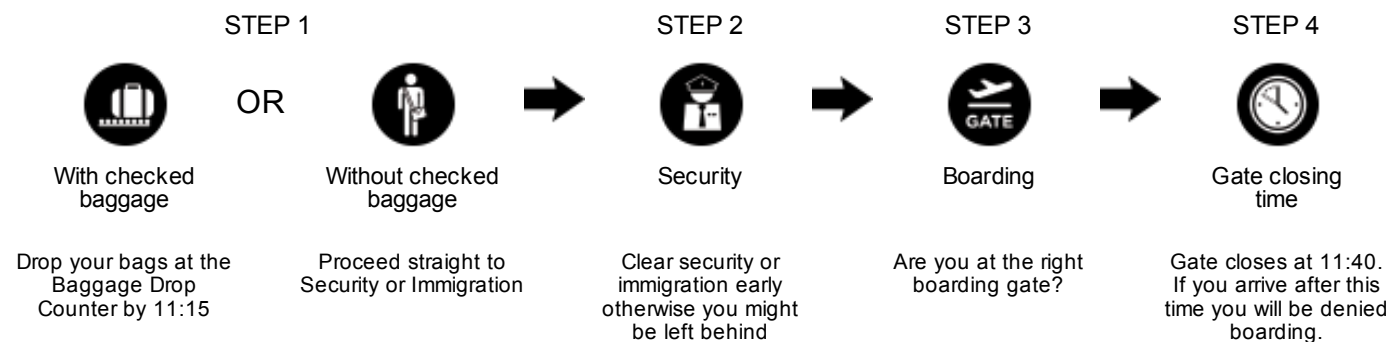 STEP 1
STEP 2
STEP 3
STEP 4
OR
GATE
With checked
baggage
Without checked
baggage
Security
Boarding
Gate closing
time
Drop your bags at the
Baggage Drop
Counter by 11:15
Proceed straight to
Security or Immigration
Clear security or
immigration early
otherwise you might
be left behind
Are you at the right
boarding gate?
Gate closes at 11:40.
If you arrive after this
time you will be denied
boarding.